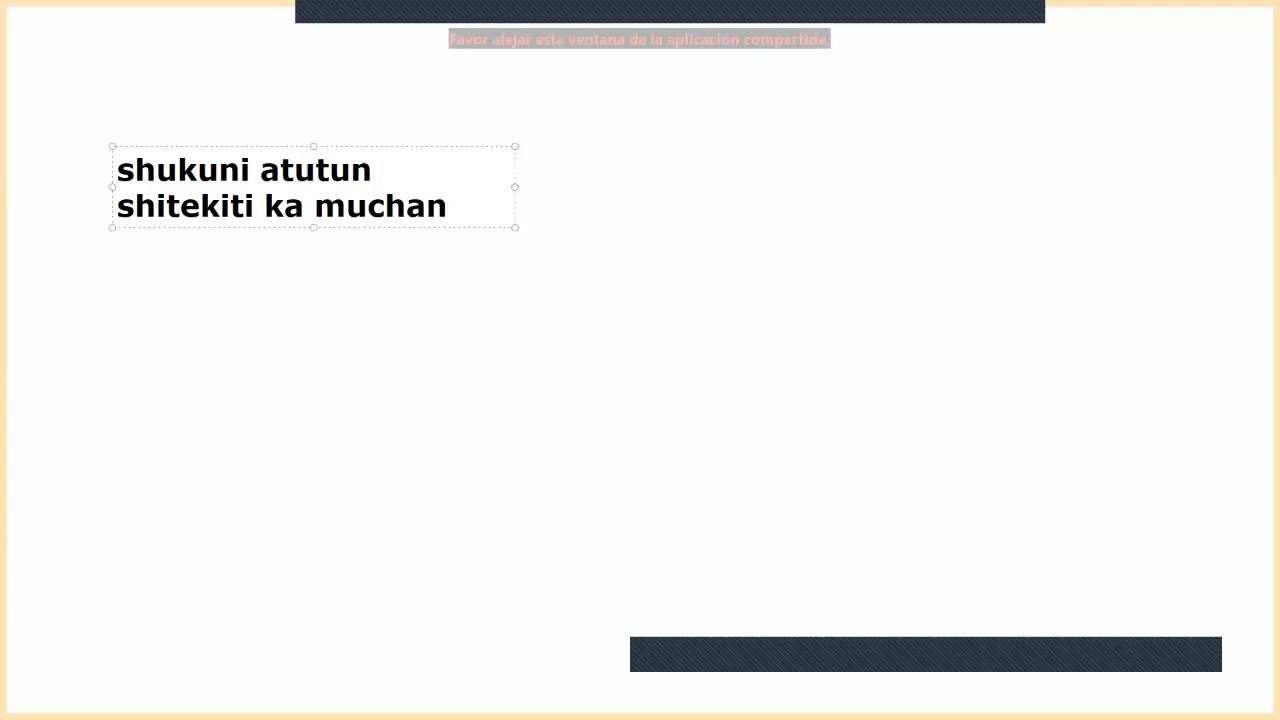 Favor alejar esta ventana de la aplicación compartida.
shukuni atutun
shitekiti ka muchan